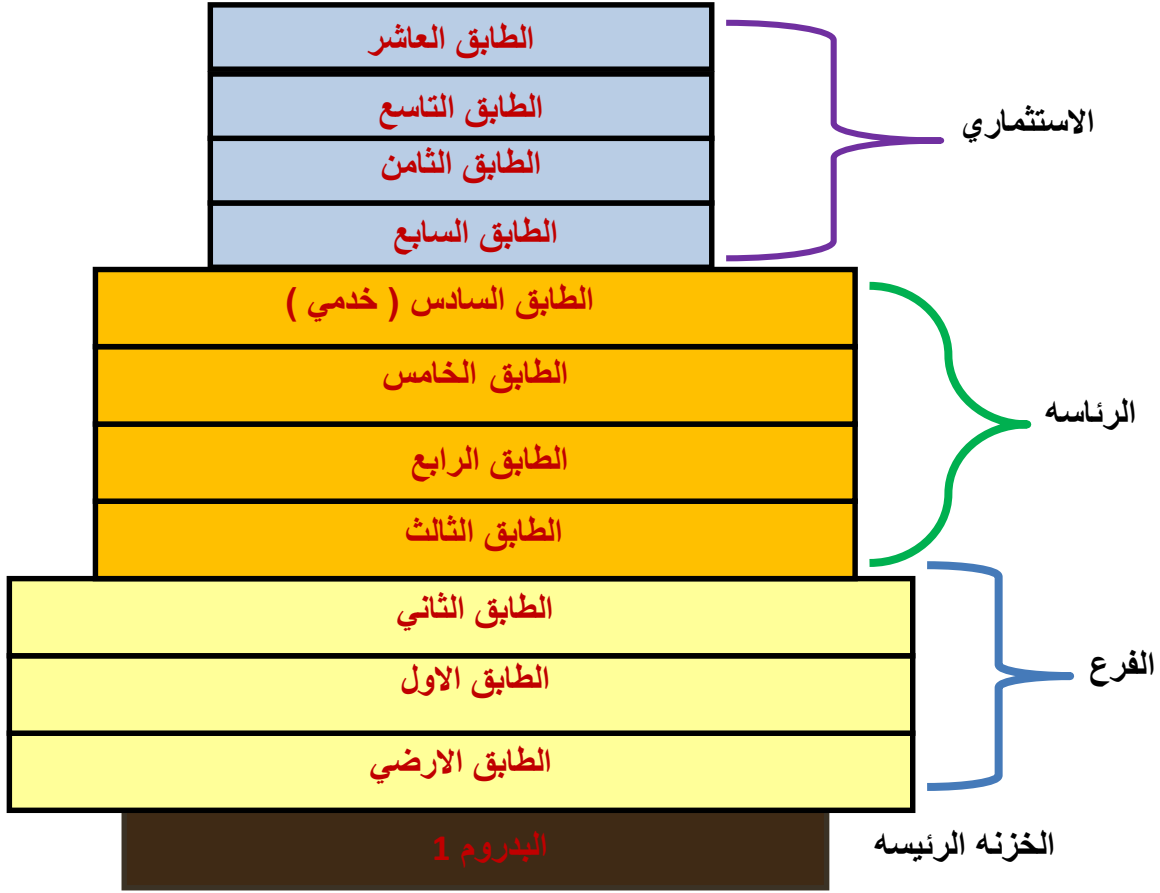 الطابق العاشر
الطابق التاسع
الاستثماري
الطابق الثامن
الطابق السابع
الطابق السادس ( خدمي )
الطابق الخامس
الرئاسه
الطابق الرابع
الطابق الثالث
الطابق الثاني
الفرع
الطابق الاول
الطابق الارضي
الخزنه الرئيسه
البدروم 1